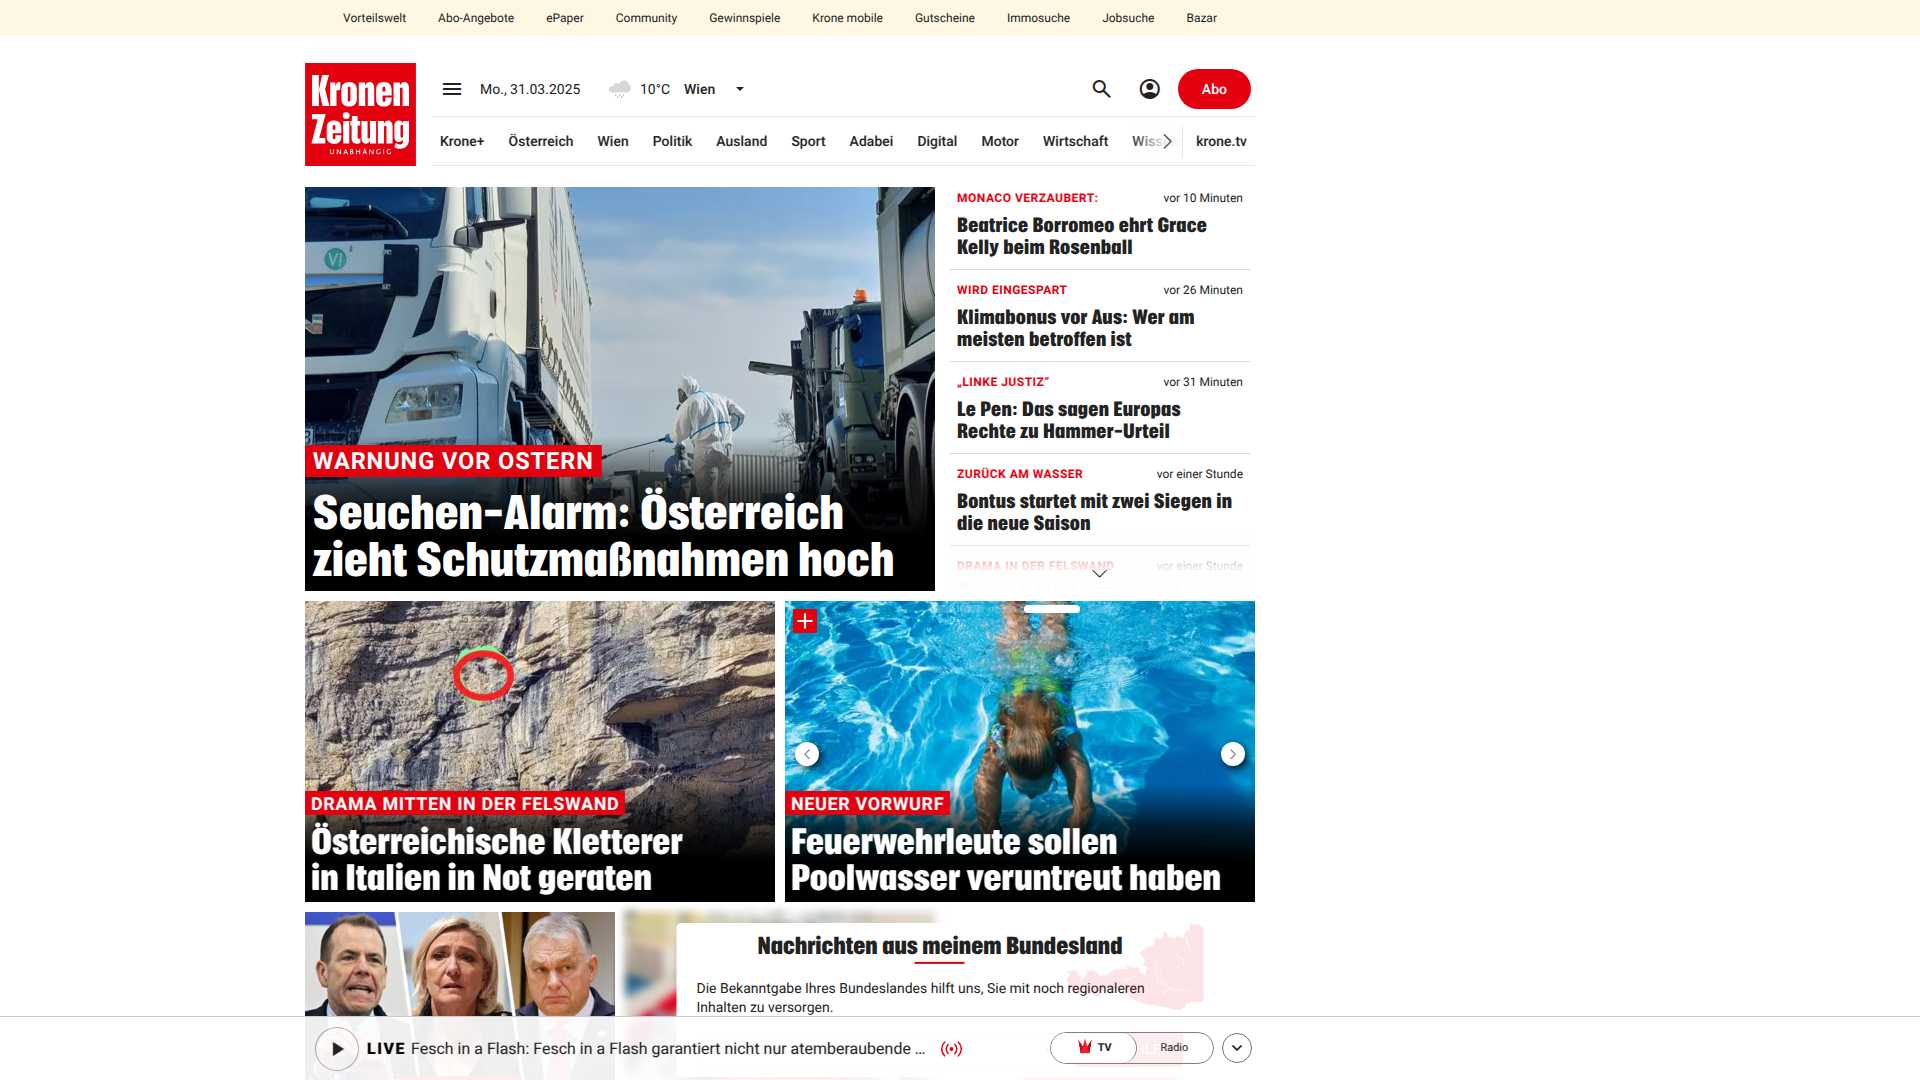 Vorteilswelt Abo-Angebote ePaper Community Gewinnspiele Krone mobile Gutscheine Immosuche Jobsuche Bazar
Kronen
Zeitung
UNABHÄNGIG
Mo., 31.03.2025 10°C Wien
Abo
Krone+ Österreich Wien Politik Ausland Sport Adabei Digital Motor Wirtschaft Wiss krone.tv
VI
WARNUNG VOR OSTERN
Seuchen-Alarm: Österreich
zieht Schutzmaßnahmen hoch
MONACO VERZAUBERT: vor 10 Minuten
Beatrice Borromeo ehrt Grace
Kelly beim Rosenball
WIRD EINGESPART vor 26 Minuten
Klimabonus vor Aus: Wer am
meisten betroffen ist
„LINKE JUSTIZ“ vor 31 Minuten
Le Pen: Das sagen Europas
Rechte zu Hammer-Urteil
ZURÜCK AM WASSER vor einer Stunde
Bontus startet mit zwei Siegen in
die neue Saison
DRAMA IN DER FELSWAND vor einer Stunde
DRAMA MITTEN IN DER FELSWAND
Österreichische Kletterer
in Italien in Not geraten
NEUER VORWURF
Feuerwehrleute sollen
Poolwasser veruntreut haben
Nachrichten aus meinem Bundesland
Die Bekanntgabe Ihres Bundeslandes hilft uns, Sie mit noch regionaleren
Inhalten zu versorgen.
LIVE Fesch in a Flash: Fesch in a Flash garantiert nicht nur atemberaubende ...
TV Radio